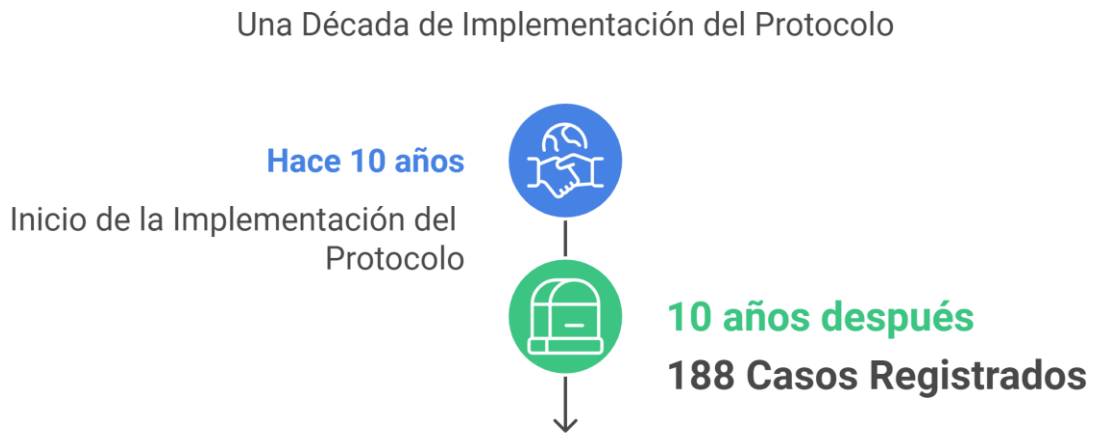 Una Década de Implementación del Protocolo
Hace 10 años
Inicio de la Implementación del
Protocolo
10 años después
188 Casos Registrados